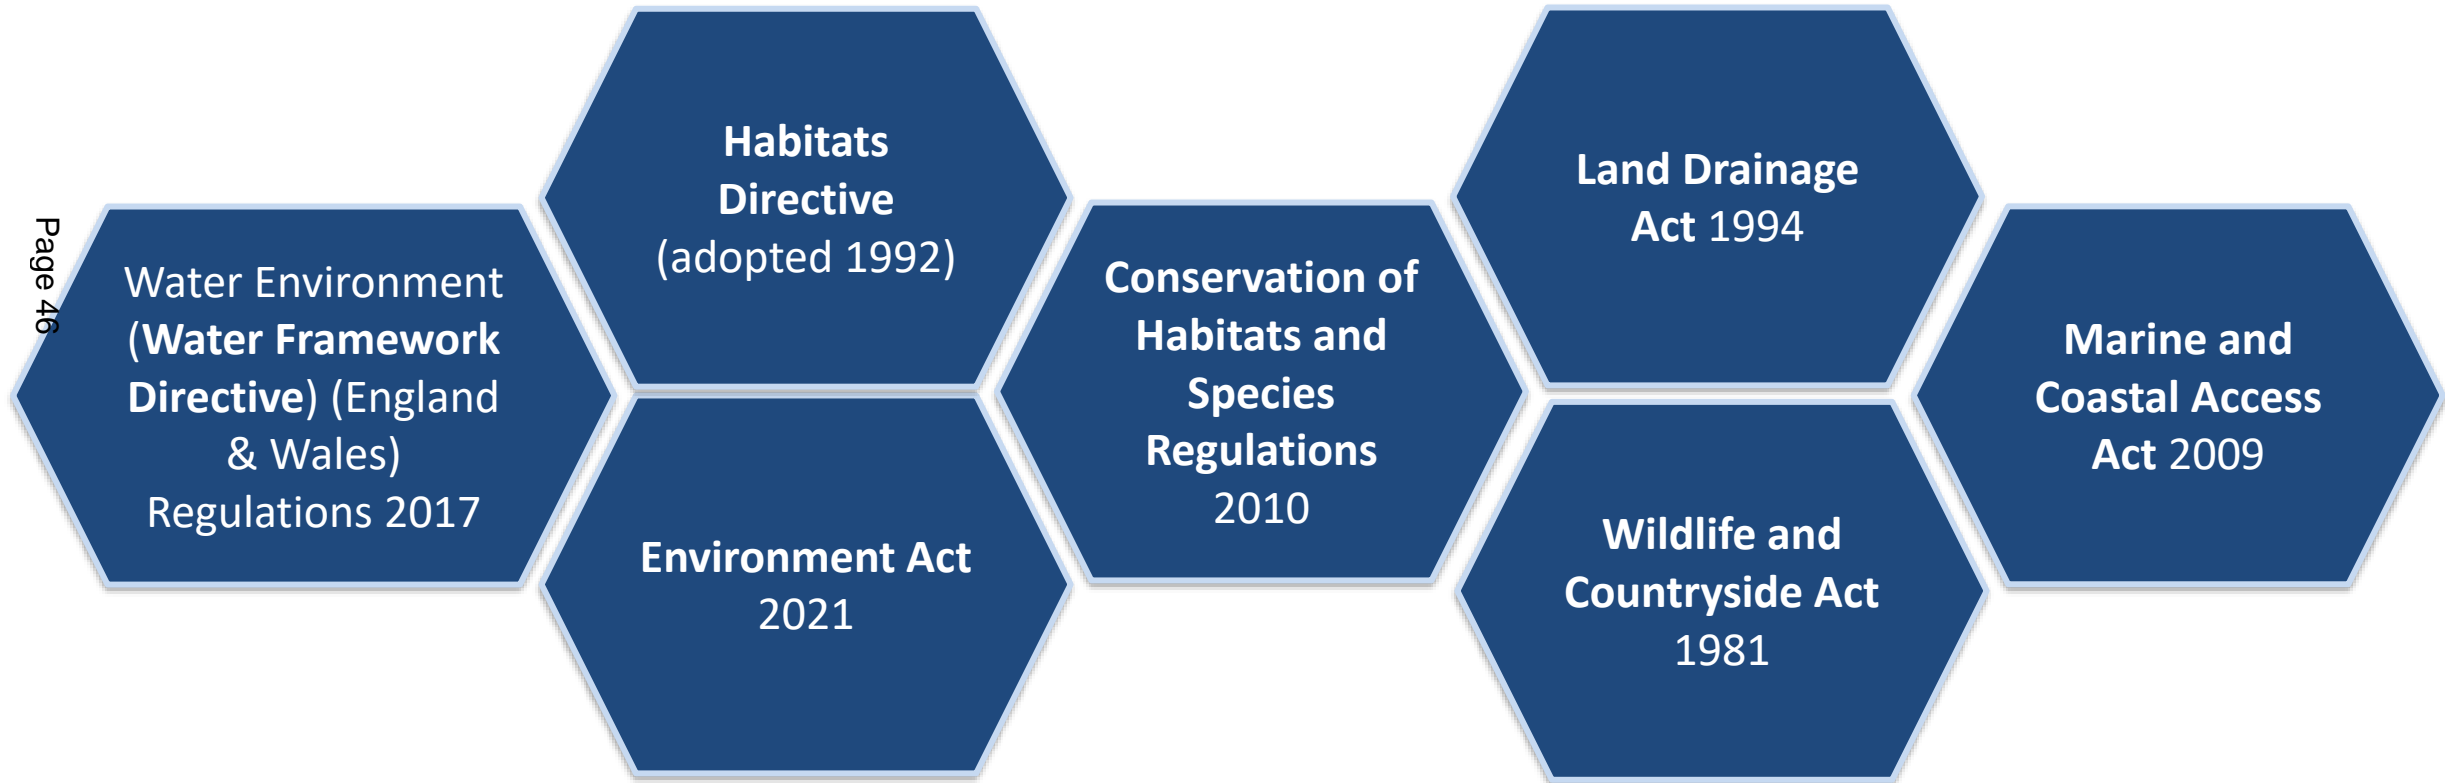 Page 46
Water Environment
(Water Framework
Directive) (England
& Wales)
Regulations 2017
Habitats
Directive
(adopted 1992)
Environment Act
2021
Conservation of
Habitats and
Species
Regulations
2010
Land Drainage
Act 1994
Wildlife and
Countryside Act
1981
Marine and
Coastal Access
Act 2009